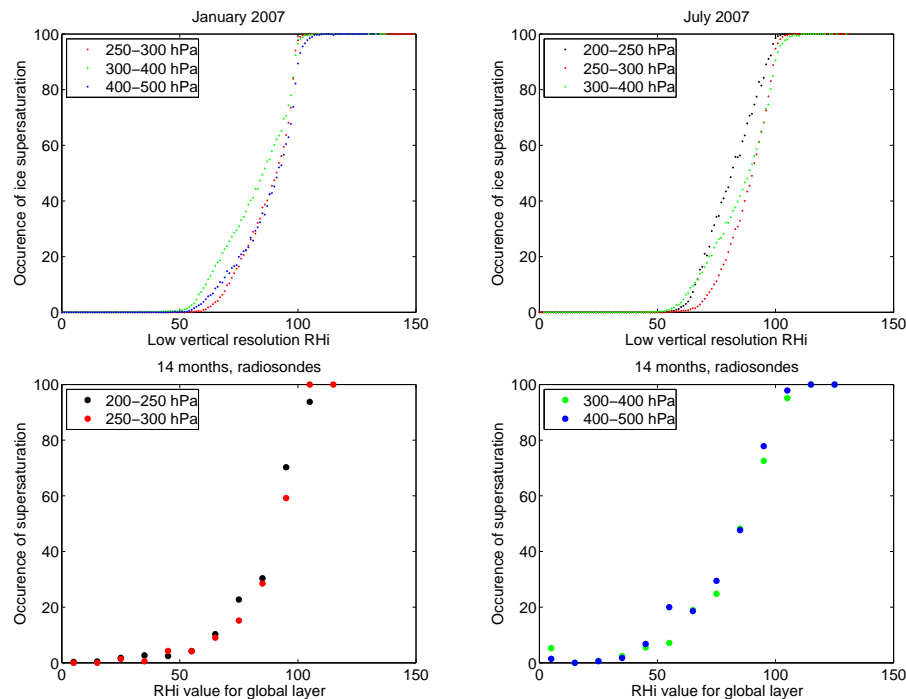 January 2007
100
80
60
40
20
0
Occurence of ice supersaturation
250−300 hPa
300−400 hPa
400−500 hPa
0 50 100 150
Low vertical resolution RHi
July 2007
100
80
60
40
20
0
Occurence of ice supersaturation
200−250 hPa
250−300 hPa
300−400 hPa
0 50 100 150
Low vertical resolution RHi
14 months, radiosondes
100
80
60
40
20
0
Occurence of supersaturation
200−250 hPa
250−300 hPa
0 50 100 150
RHi value for global layer
14 months, radiosondes
100
80
60
40
20
0
Occurence of supersaturation
300−400 hPa
400−500 hPa
0 50 100 150
RHi value for global layer